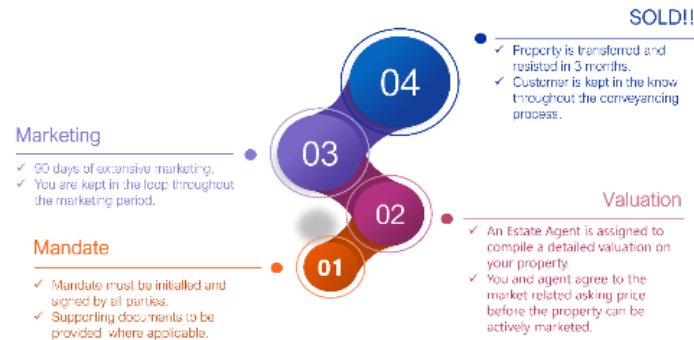 SOLD!!
✓ Property is transferred and
resisted in 3 months.
✓ Customer is kept in the know
throughout the conveyancing
process.
04
Marketing
✓ 90 days of extensive marketing.
✓ You are kept in the loop throughout
the marketing period.
03
Valuation
✓ An Estate Agent is assigned to
compile a detailed valuation on
your property.
✓ You and agent agree to the
market related asking price
before the property can be
actively marketed.
02
Mandate
✓ Mandate must be initialled and
signed by all parties.
✓ Supporting documents to be
provided where applicable.
01